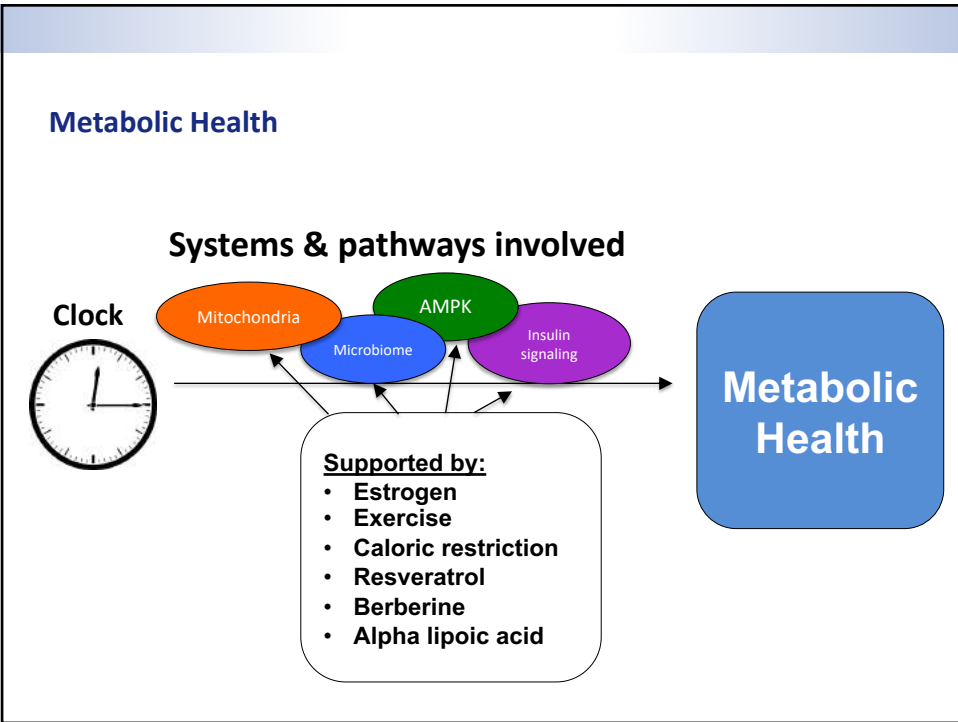 Metabolic Health
Systems & pathways involved
Clock
Mitochondria
Microbiome
AMPK
Insulin
signaling
Metabolic
Health
Supported by:
• Estrogen
• Exercise
• Caloric restriction
• Resveratrol
• Berberine
• Alpha lipoic acid